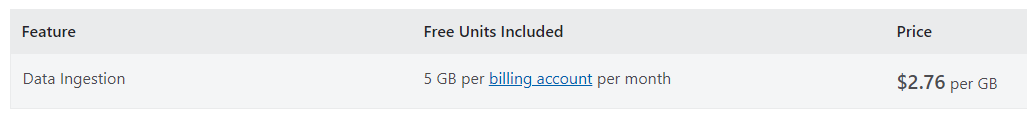 Feature Free Units Included Price
Data Ingestion 5 GB per billing account per month $2.76 per GB